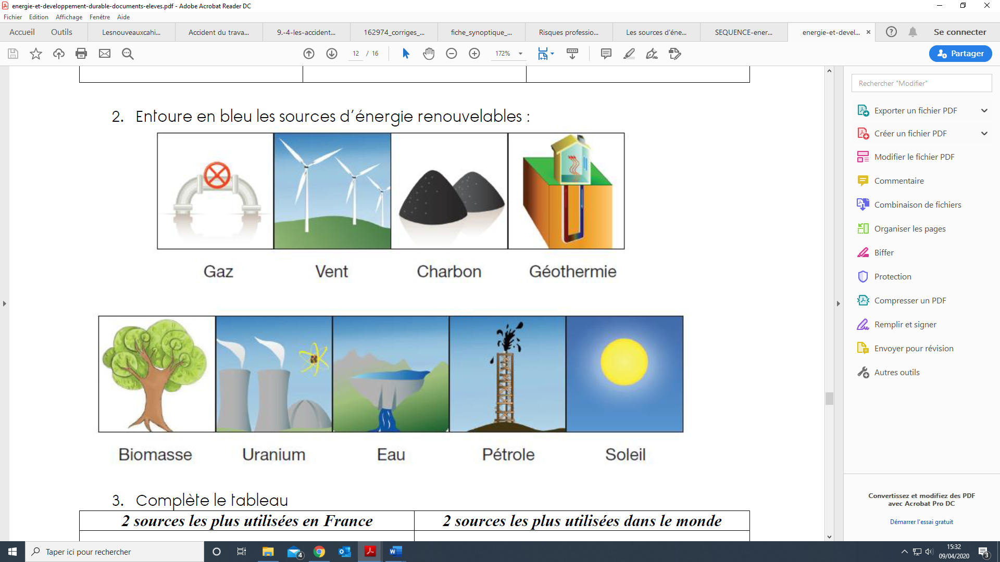 energie-et-developpement-durable-documents-eleves.pdf - Adobe Acrobat Reader DC
Fichier Edition Affichage Fenêtre Aide
Accueil Outils Lesnouveauxcahi... Accident du trava... 9.-4-les-accident... 162974_corriges_... fiche_synoptique_... Risques professio... Les sources d'éne... SEQUENCE-ener... energie-et-devel... Se connecter
12 / 16 172% Partager
Rechercher "Modifier"
Exporter un fichier PDF
Créer un fichier PDF
Modifier le fichier PDF
Commentaire
Combinaison de fichiers
Organiser les pages
Biffer
Protection
Compresser un PDF
Remplir et signer
Envoyer pour révision
Autres outils
Convertissez et modifiez des PDF
avec Acrobat Pro DC
Démarrer l'essai gratuit
2. Entoure en bleu les sources d'énergie renouvelables :
Gaz Vent Charbon Géothermie
Biomasse Uranium Eau Pétrole Soleil
3. Complète le tableau
2 sources les plus utilisées en France 2 sources les plus utilisées dans le monde
Taper ici pour rechercher
4
15:32
09/04/2020
3